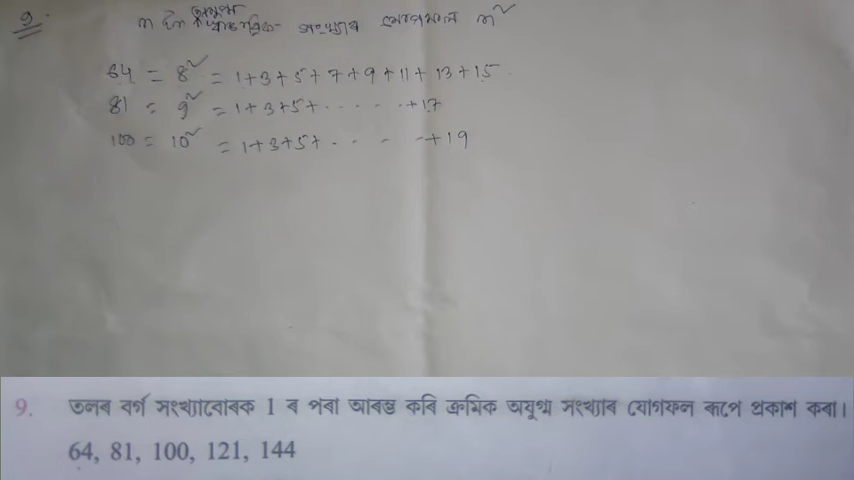 9.
n টা অযুগ্ম স্বাভাৱিক সংখ্যাৰ যোগফল n²
64 = 8² = 1+3+5+7+9+11+13+15
81 = 9² = 1+3+5+ . . . . . . +17
100 = 10² = 1+3+5+ . . . . . +19
9. তলৰ বৰ্গ সংখ্যাবোৰক 1 ৰ পৰা আৰম্ভ কৰি ক্ৰমিক অযুগ্ম সংখ্যাৰ যোগফল ৰূপে প্ৰকাশ কৰা।
64, 81, 100, 121, 144